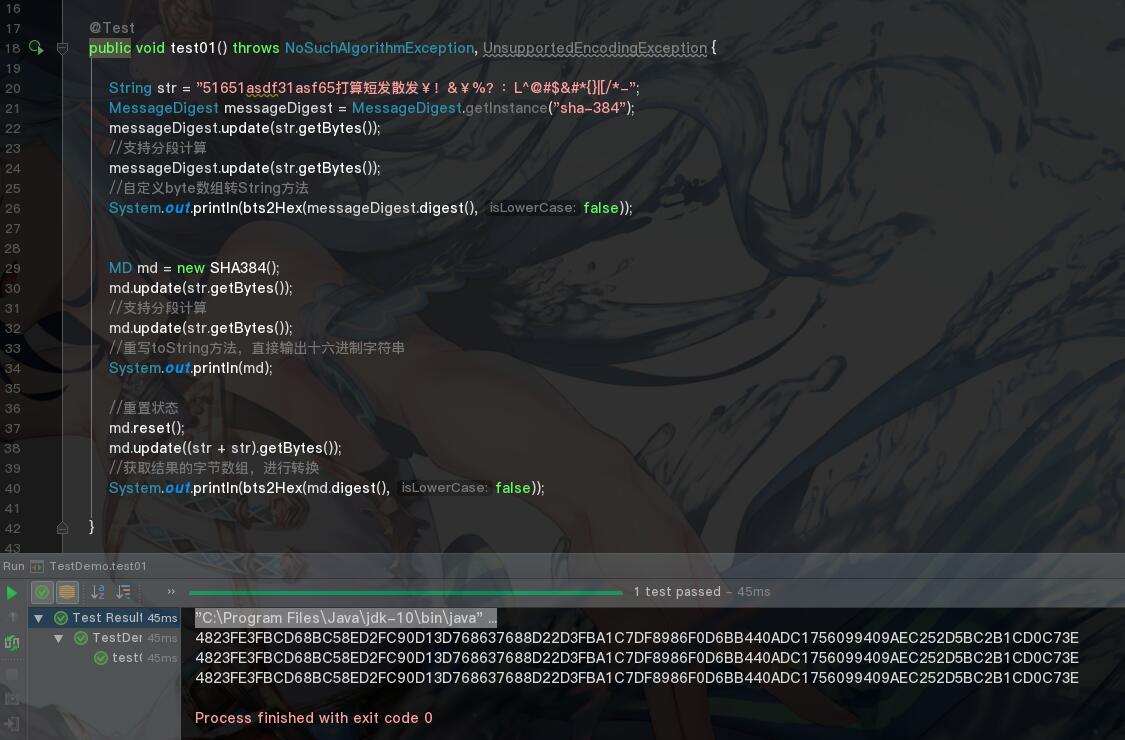 16
17 @Test
18 public void test01() throws NoSuchAlgorithmException, UnsupportedEncodingException {
19
20 String str = "51651asdf31asf65打算短发散发￥！&￥%？：L^@#$&#*{}|[/*-";
21 MessageDigest messageDigest = MessageDigest.getInstance("sha-384");
22 messageDigest.update(str.getBytes());
23 //支持分段计算
24 messageDigest.update(str.getBytes());
25 //自定义byte数组转String方法
26 System.out.println(bts2Hex(messageDigest.digest(), isLowerCase: false));
27
28
29 MD md = new SHA384();
30 md.update(str.getBytes());
31 //支持分段计算
32 md.update(str.getBytes());
33 //重写toString方法，直接输出十六进制字符串
34 System.out.println(md);
35
36 //重置状态
37 md.reset();
38 md.update((str + str).getBytes());
39 //获取结果的字节数组，进行转换
40 System.out.println(bts2Hex(md.digest(), isLowerCase: false));
41
42 }
43
Run TestDemo.test01
1 test passed – 45ms
Test Result 45ms
TestDer 45ms
test( 45ms
"C:\Program Files\Java\jdk-10\bin\java" ...
4823FE3FBCD68BC58ED2FC90D13D768637688D22D3FBA1C7DF8986F0D6BB440ADC1756099409AEC252D5BC2B1CD0C73E
4823FE3FBCD68BC58ED2FC90D13D768637688D22D3FBA1C7DF8986F0D6BB440ADC1756099409AEC252D5BC2B1CD0C73E
4823FE3FBCD68BC58ED2FC90D13D768637688D22D3FBA1C7DF8986F0D6BB440ADC1756099409AEC252D5BC2B1CD0C73E
Process finished with exit code 0